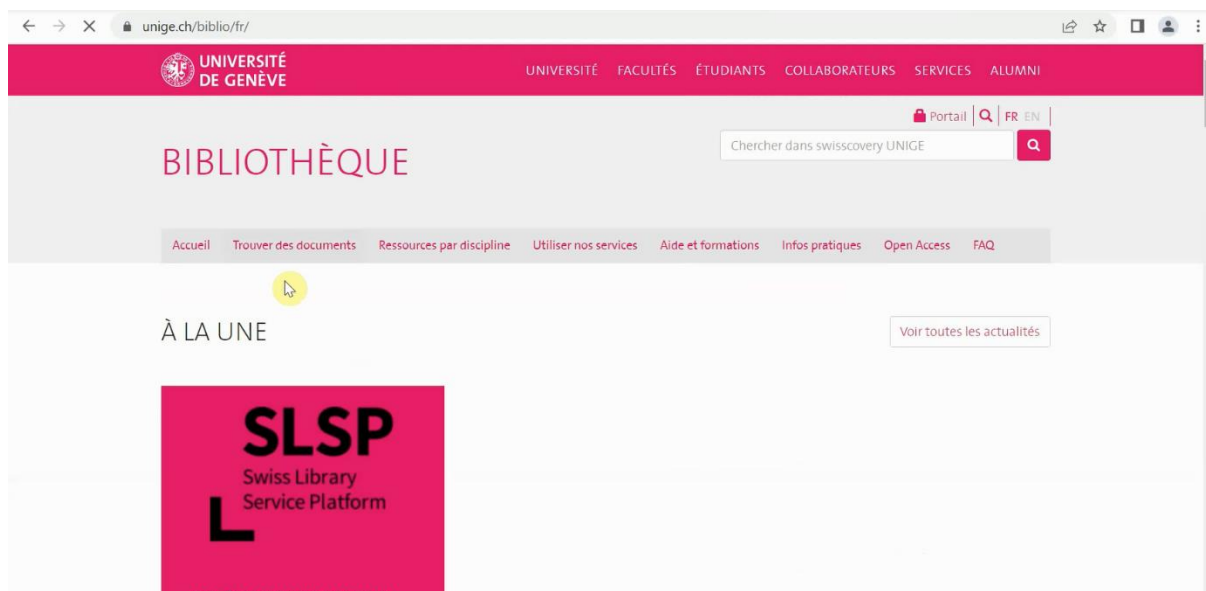 unige.ch/biblio/fr/
UNIVERSITÉ
DE GENÈVE
UNIVERSITÉ FACULTÉS ÉTUDIANTS COLLABORATEURS SERVICES ALUMNI
Portail FR EN
BIBLIOTHÈQUE
Chercher dans swisscovery UNIGE
Accueil Trouver des documents Ressources par discipline Utiliser nos services Aide et formations Infos pratiques Open Access FAQ
À LA UNE
Voir toutes les actualités
SLSP
Swiss Library
Service Platform